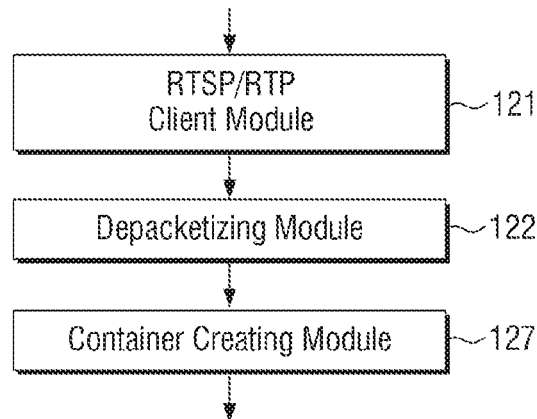 RTSP/RTP
Client Module
121
Depacketizing Module
122
Container Creating Module
127